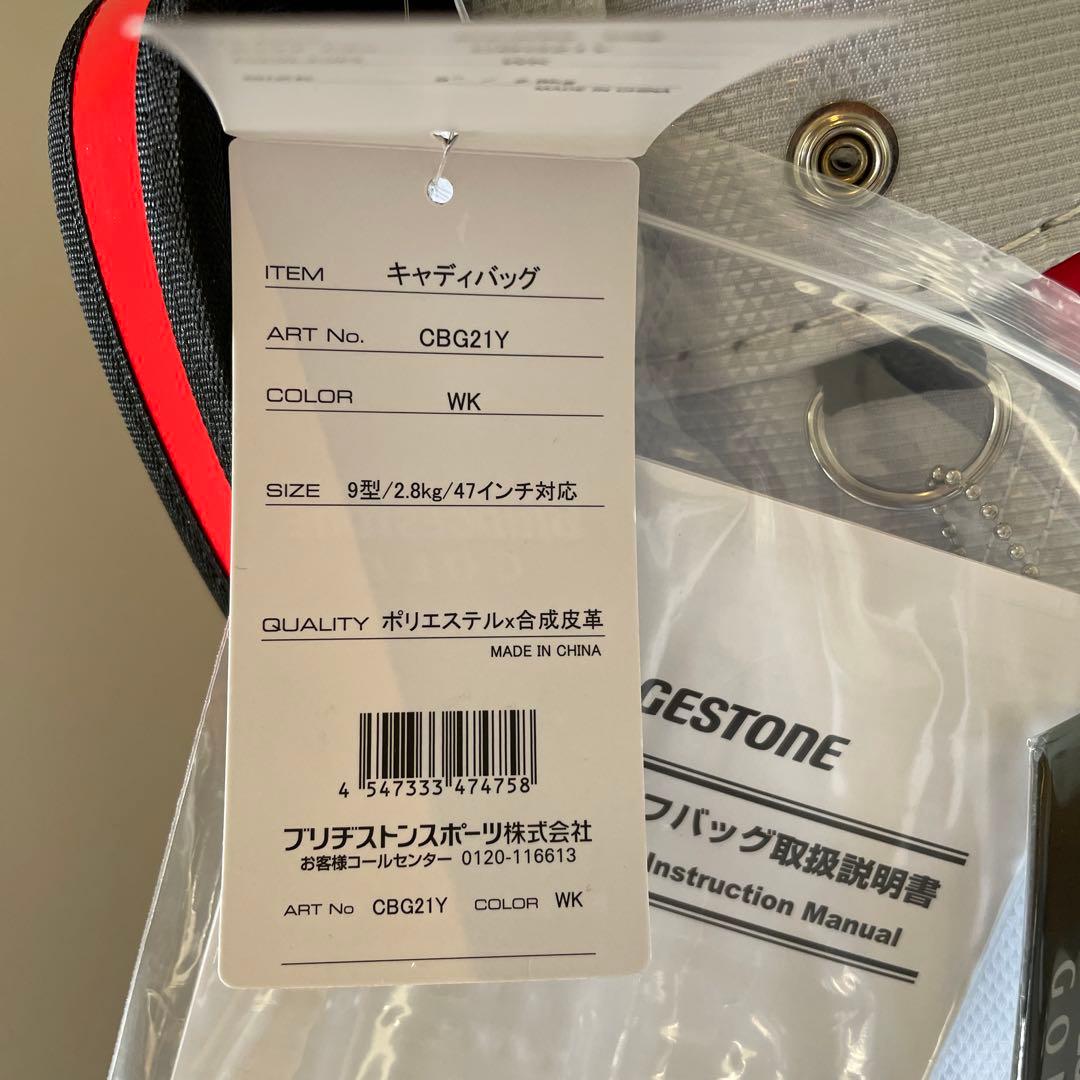 ITEM キャディバッグ
ART No. CBG21Y
COLOR WK
SIZE 9型/2.8kg/47インチ対応
QUALITY ポリエステルx合成皮革
MADE IN CHINA
4 547333 474758
ブリヂストンスポーツ株式会社
お客様コールセンター 0120-116613
ART No CBG21Y COLOR WK
GESTONE
フバッグ取扱説明書
Instruction Manual
GO